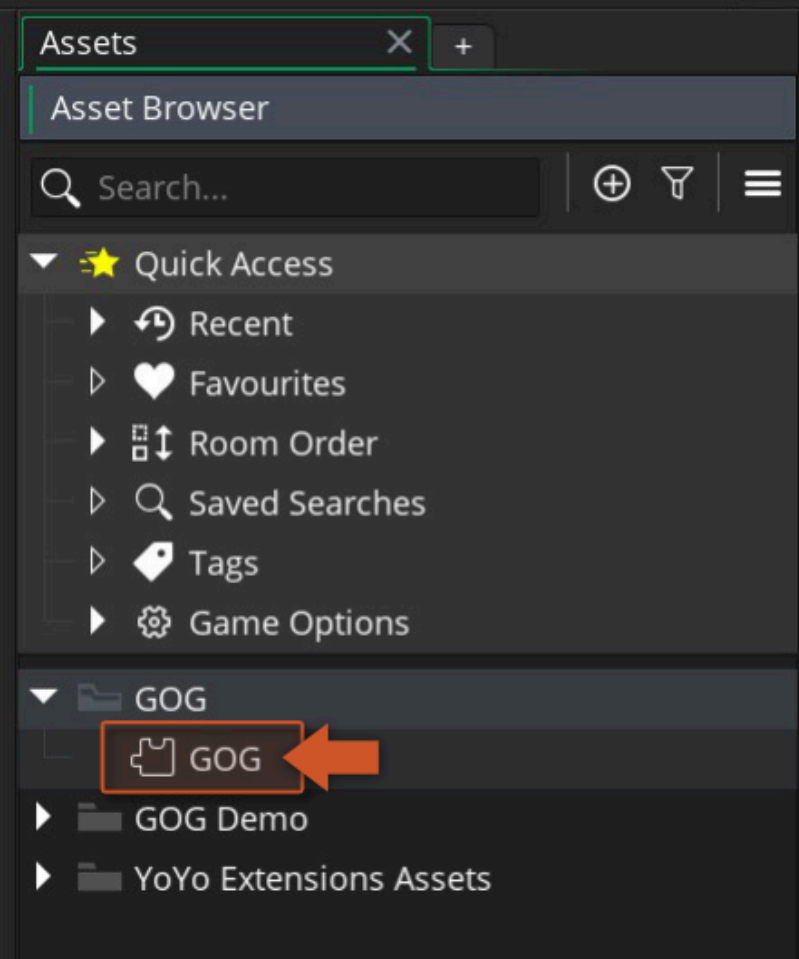 Assets
+
Asset Browser
Search...
Quick Access
Recent
Favourites
Room Order
Saved Searches
Tags
Game Options
GOG
GOG
GOG Demo
YoYo Extensions Assets